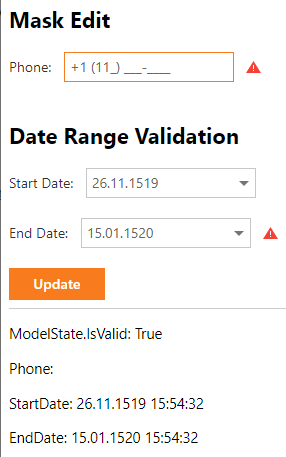 Mask Edit
Phone: +1 (11_) ___-____
Date Range Validation
Start Date: 26.11.1519
End Date: 15.01.1520
Update
ModelState.IsValid: True
Phone:
StartDate: 26.11.1519 15:54:32
EndDate: 15.01.1520 15:54:32